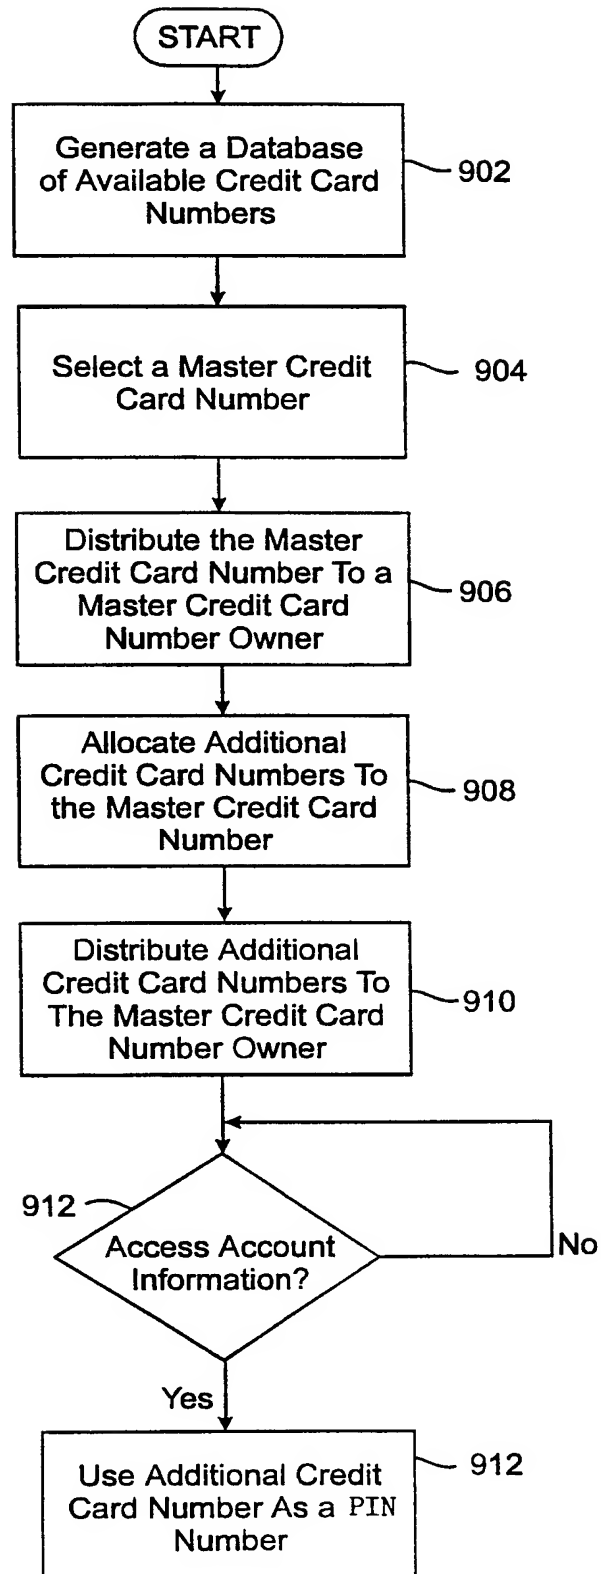 START
Generate a Database
of Available Credit Card
Numbers
902
Select a Master Credit
Card Number
904
Distribute the Master
Credit Card Number To a
Master Credit Card
Number Owner
906
Allocate Additional
Credit Card Numbers To
the Master Credit Card
Number
908
Distribute Additional
Credit Card Numbers To
The Master Credit Card
Number Owner
910
912
Access Account
Information?
No
Yes
Use Additional Credit
Card Number As a PIN
Number
912